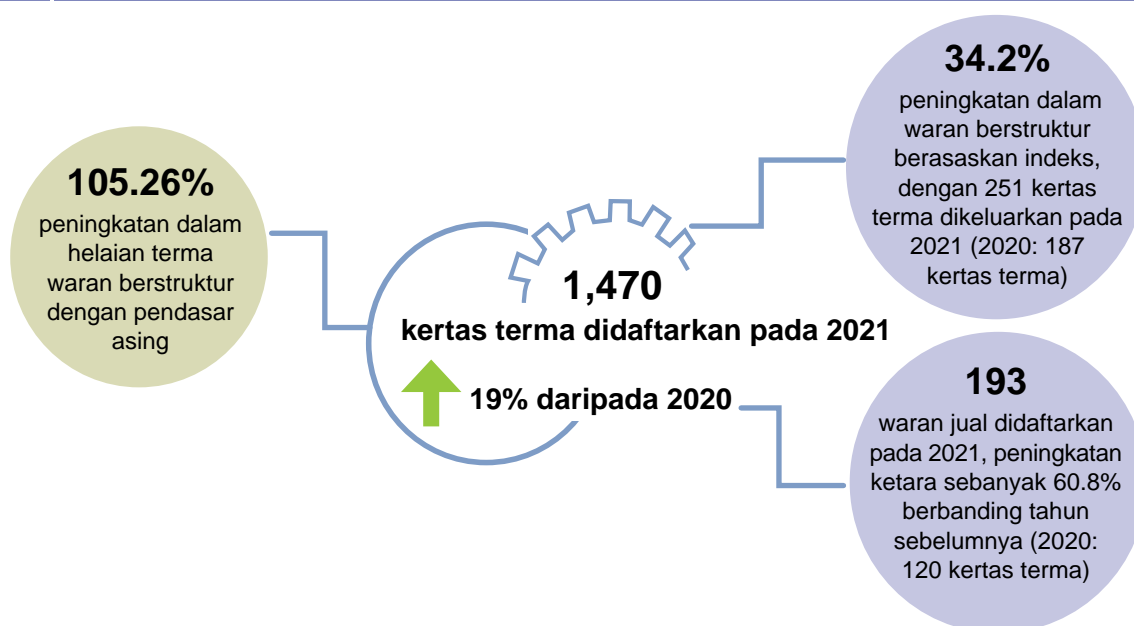 105.26%
peningkatan dalam
helaian terma
waran berstruktur
dengan pendasar
asing
1,470
kertas terma didaftarkan pada 2021
19% daripada 2020
34.2%
peningkatan dalam
waran berstruktur
berasaskan indeks,
dengan 251 kertas
terma dikeluarkan pada
2021 (2020: 187
kertas terma)
193
waran jual didaftarkan
pada 2021, peningkatan
ketara sebanyak 60.8%
berbanding tahun
sebelumnya (2020:
120 kertas terma)